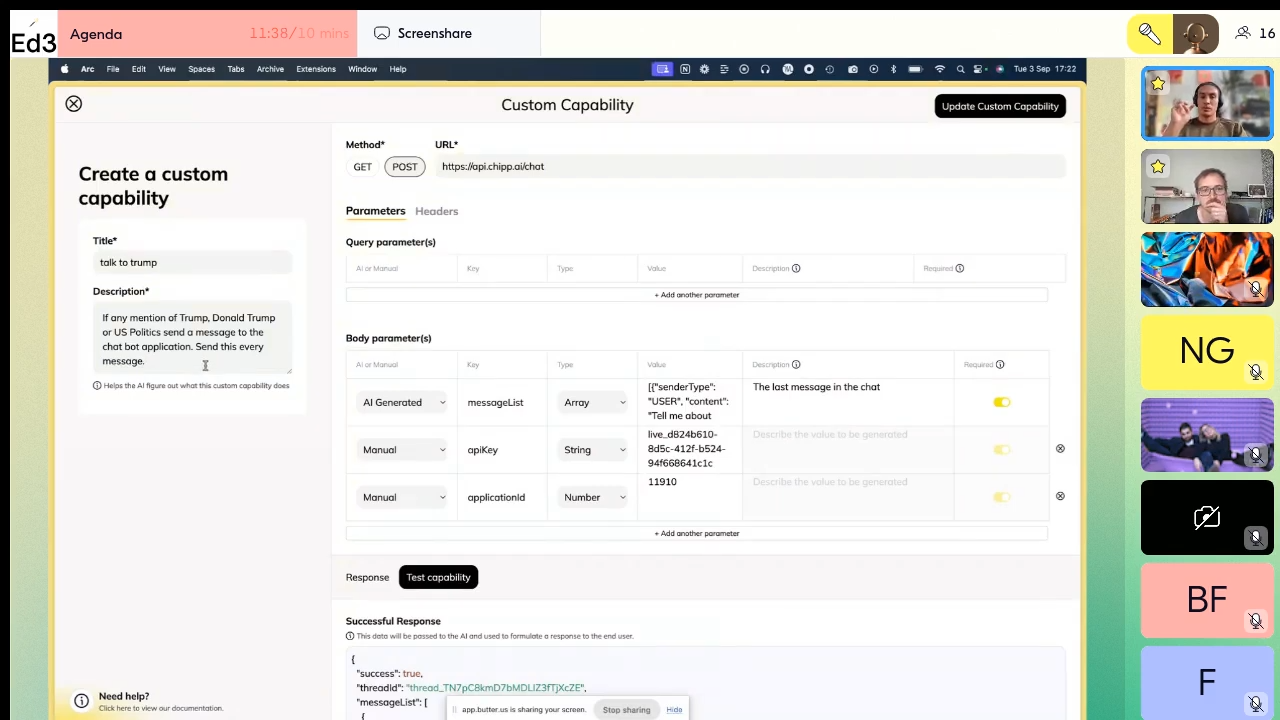 Ed3
Agenda
11:38/10 mins
Screenshare
16
Arc File Edit View Spaces Tabs Archive Extensions Window Help
Tue 3 Sep 17:22
Custom Capability
Update Custom Capability
Create a custom
capability
Title*
talk to trump
Description*
If any mention of Trump, Donald Trump
or US Politics send a message to the
chat bot application. Send this every
message.
Helps the AI figure out what this custom capability does
Need help?
Click here to view our documentation.
Method* URL*
GET POST https://api.chipp.ai/chat
Parameters Headers
Query parameter(s)
AI or Manual Key Type Value Description Required
+ Add another parameter
Body parameter(s)
AI or Manual Key Type Value Description Required
AI Generated messageList Array
[{"senderType":
"USER", "content":
"Tell me about
The last message in the chat
Manual apiKey String
live_d824b610-
8d5c-412f-b524-
94f668641c1c
Describe the value to be generated
Manual applicationId Number
11910
Describe the value to be generated
+ Add another parameter
Response Test capability
Successful Response
This data will be passed to the AI and used to formulate a response to the end user.
{
"success": true,
"threadId": "thread_TN7pC8kmD7bMDLIZ3fTjXcZE",
"messageList": [
{
app.butter.us is sharing your screen. Stop sharing Hide
NG
BF
F